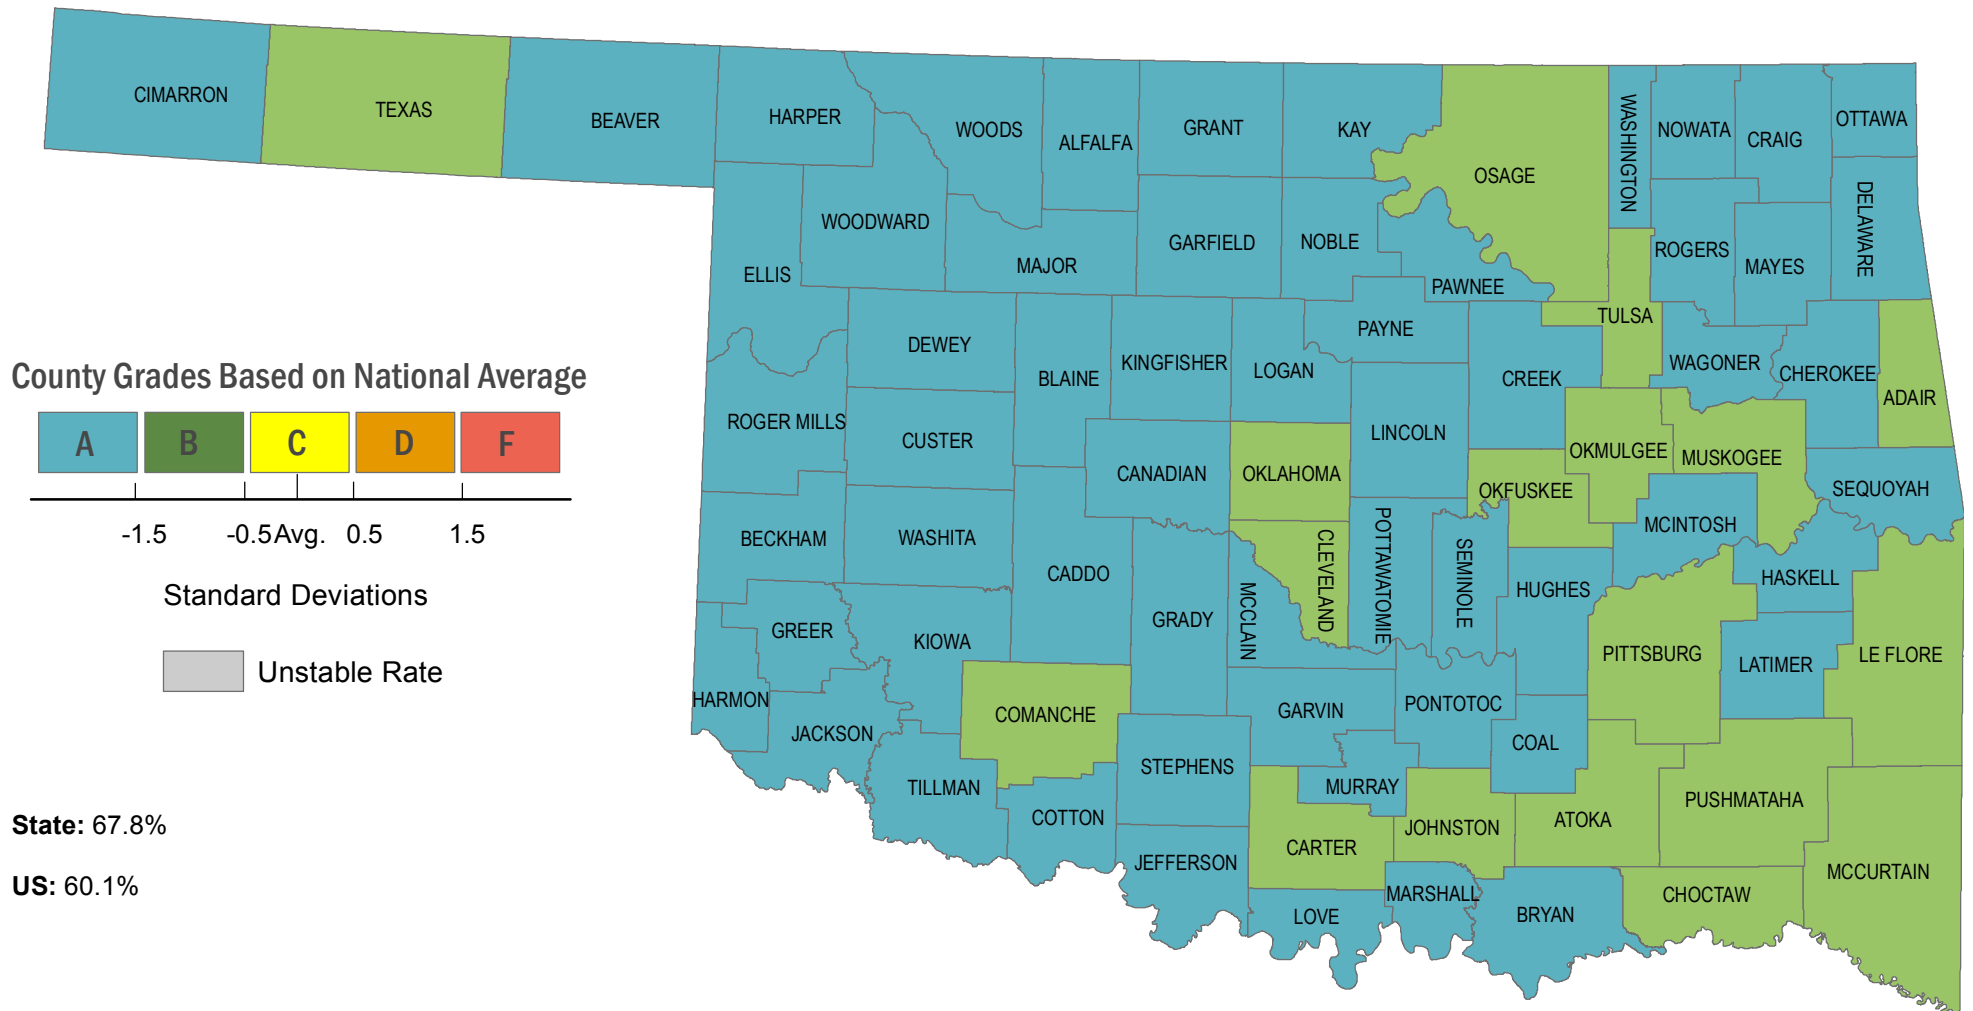 CIMARRON
TEXAS
BEAVER
HARPER
WOODS
ALFALFA
GRANT
KAY
OSAGE
WASHINGTON
NOWATA
CRAIG
OTTAWA
DELAWARE
WOODWARD
ELLIS
MAJOR
GARFIELD
NOBLE
PAWNEE
ROGERS
MAYES
TULSA
DEWEY
BLAINE
KINGFISHER
LOGAN
PAYNE
CREEK
WAGONER
CHEROKEE
ADAIR
County Grades Based on National Average
A B C D F
-1.5 -0.5 Avg. 0.5 1.5
Standard Deviations
Unstable Rate
ROGER MILLS
CUSTER
CANADIAN
OKLAHOMA
LINCOLN
OKMULGEE
MUSKOGEE
OKFUSKEE
SEQUOYAH
BECKHAM
WASHITA
CADDO
GRADY
MCCLAIN
CLEVELAND
POTTAWATOMIE
SEMINOLE
HUGHES
MCINTOSH
HASKELL
GREER
KIOWA
PITTSBURG
LATIMER
LE FLORE
HARMON
JACKSON
COMANCHE
GARVIN
PONTOTOC
COAL
TILLMAN
COTTON
STEPHENS
MURRAY
CARTER
JOHNSTON
ATOKA
PUSHMATAHA
JEFFERSON
LOVE
MARSHALL
BRYAN
CHOCTAW
MCCURTAIN
State: 67.8%
US: 60.1%